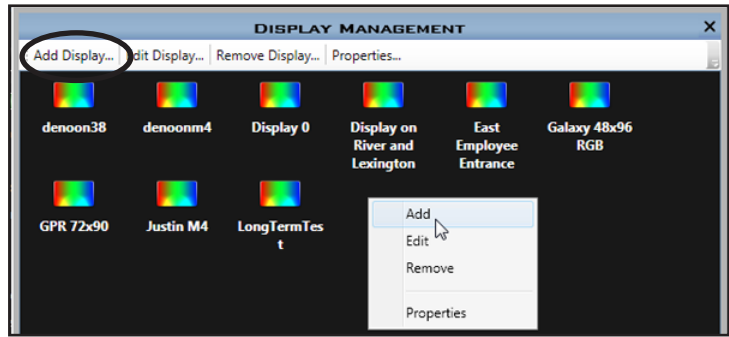 DISPLAY MANAGEMENT X
Add Display... Edit Display... Remove Display... Properties...
denoon38 denoonm4 Display 0 Display on River and Lexington East Employee Entrance Galaxy 48x96 RGB
GPR 72x90 Justin M4 LongTermTes
t
Add
Edit
Remove
Properties